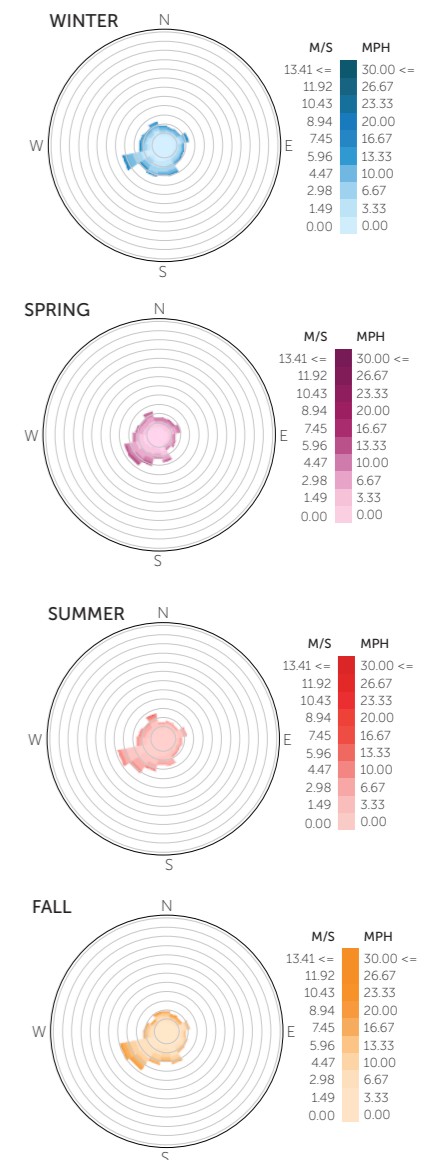 WINTER
N
W
E
S
M/S MPH
13.41 <= 30.00 <=
11.92 26.67
10.43 23.33
8.94 20.00
7.45 16.67
5.96 13.33
4.47 10.00
2.98 6.67
1.49 3.33
0.00 0.00
SPRING
N
W
E
S
M/S MPH
13.41 <= 30.00 <=
11.92 26.67
10.43 23.33
8.94 20.00
7.45 16.67
5.96 13.33
4.47 10.00
2.98 6.67
1.49 3.33
0.00 0.00
SUMMER
N
W
E
S
M/S MPH
13.41 <= 30.00 <=
11.92 26.67
10.43 23.33
8.94 20.00
7.45 16.67
5.96 13.33
4.47 10.00
2.98 6.67
1.49 3.33
0.00 0.00
FALL
N
W
E
S
M/S MPH
13.41 <= 30.00 <=
11.92 26.67
10.43 23.33
8.94 20.00
7.45 16.67
5.96 13.33
4.47 10.00
2.98 6.67
1.49 3.33
0.00 0.00